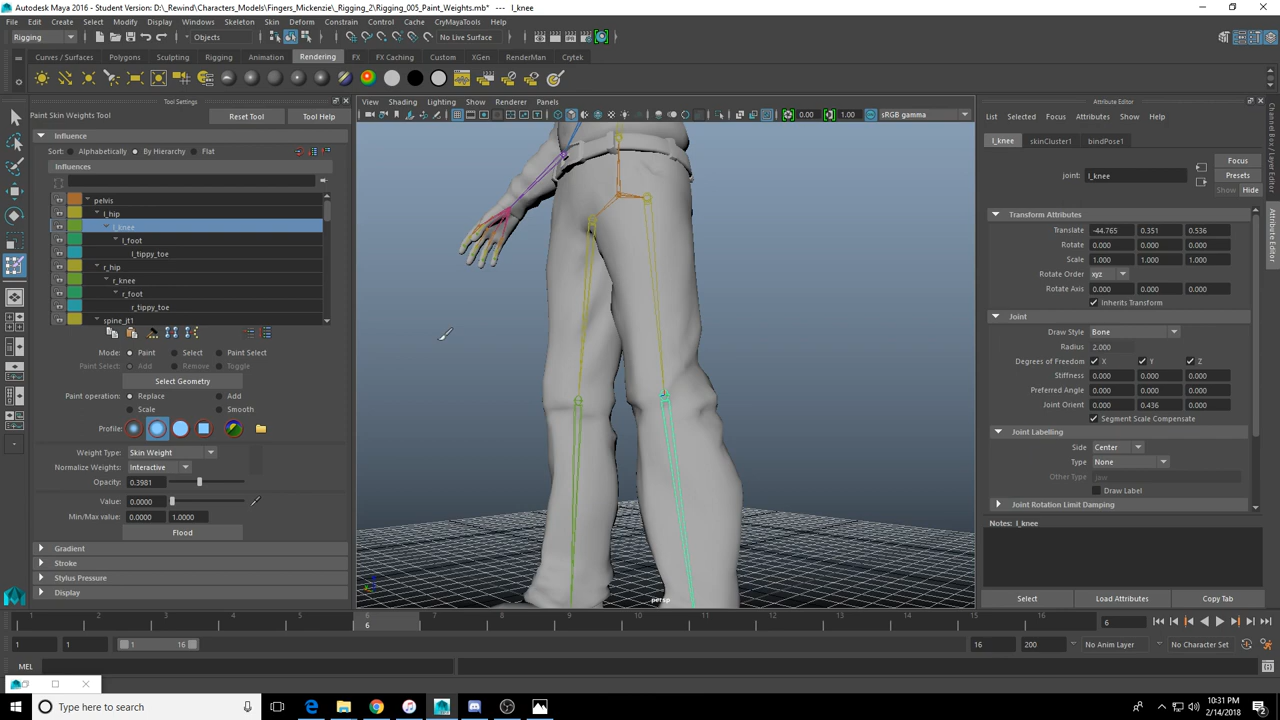 Autodesk Maya 2016 - Student Version: D:\_Rewind\Characters_Models\Fingers_Mckenzie\_Rigging_2\Rigging_005_Paint_Weights.mb* --- l_knee
File Edit Create Select Modify Display Windows Skeleton Skin Deform Constrain Control Cache CryMayaTools Help
Rigging Objects No Live Surface
Curves / Surfaces Polygons Sculpting Rigging Animation Rendering FX FX Caching Custom XGen RenderMan Crytek
Tool Settings
Paint Skin Weights Tool Reset Tool Tool Help
Influence
Sort: Alphabetically By Hierarchy Flat
Influences
pelvis
l_hip
l_knee
l_foot
l_tippy_toe
r_hip
r_knee
r_foot
r_tippy_toe
spine_jt1
Mode: Paint Select Paint Select
Paint Select: Add Remove Toggle
Select Geometry
Paint operation: Replace Add
Scale Smooth
Profile:
Weight Type: Skin Weight
Normalize Weights: Interactive
Opacity: 0.3981
Value: 0.0000
Min/Max value: 0.0000 1.0000
Flood
Gradient
Stroke
Stylus Pressure
Display
View Shading Lighting Show Renderer Panels
0.00 1.00 sRGB gamma
persp
Attribute Editor
List Selected Focus Attributes Show Help
l_knee skinCluster1 bindPose1
Focus
joint: l_knee Presets
Show Hide
Transform Attributes
Translate -44.765 0.351 0.536
Rotate 0.000 0.000 0.000
Scale 1.000 1.000 1.000
Rotate Order xyz
Rotate Axis 0.000 0.000 0.000
Inherits Transform
Joint
Draw Style Bone
Radius 2.000
Degrees of Freedom X Y Z
Stiffness 0.000 0.000 0.000
Preferred Angle 0.000 0.000 0.000
Joint Orient 0.000 0.436 0.000
Segment Scale Compensate
Joint Labelling
Side Center
Type None
Other Type Jaw
Draw Label
Joint Rotation Limit Damping
Notes: l_knee
Select Load Attributes Copy Tab
Channel Box / Layer Editor
Attribute Editor
1 2 3 4 5 6 7 8 9 10 11 12 13 14 15 16
6 6
1 1 1 16 16 200 No Anim Layer No Character Set
MEL
Type here to search
10:31 PM
2/14/2018
2